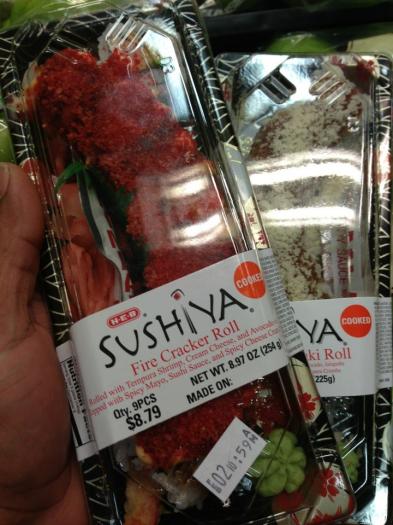 COOKED
H-E-B
SUSHIYA
Fire Cracker Roll
Rolled with Tempura Shrimp, Cream Cheese, and Avocado
Topped with Spicy Mayo, Sushi Sauce, and Spicy Cheese
Qty. 9PCS
NET WT. 8.97 OZ (254
$8.79
MADE ON:
COOKED
YA
ki Roll
225g)
SAUCE